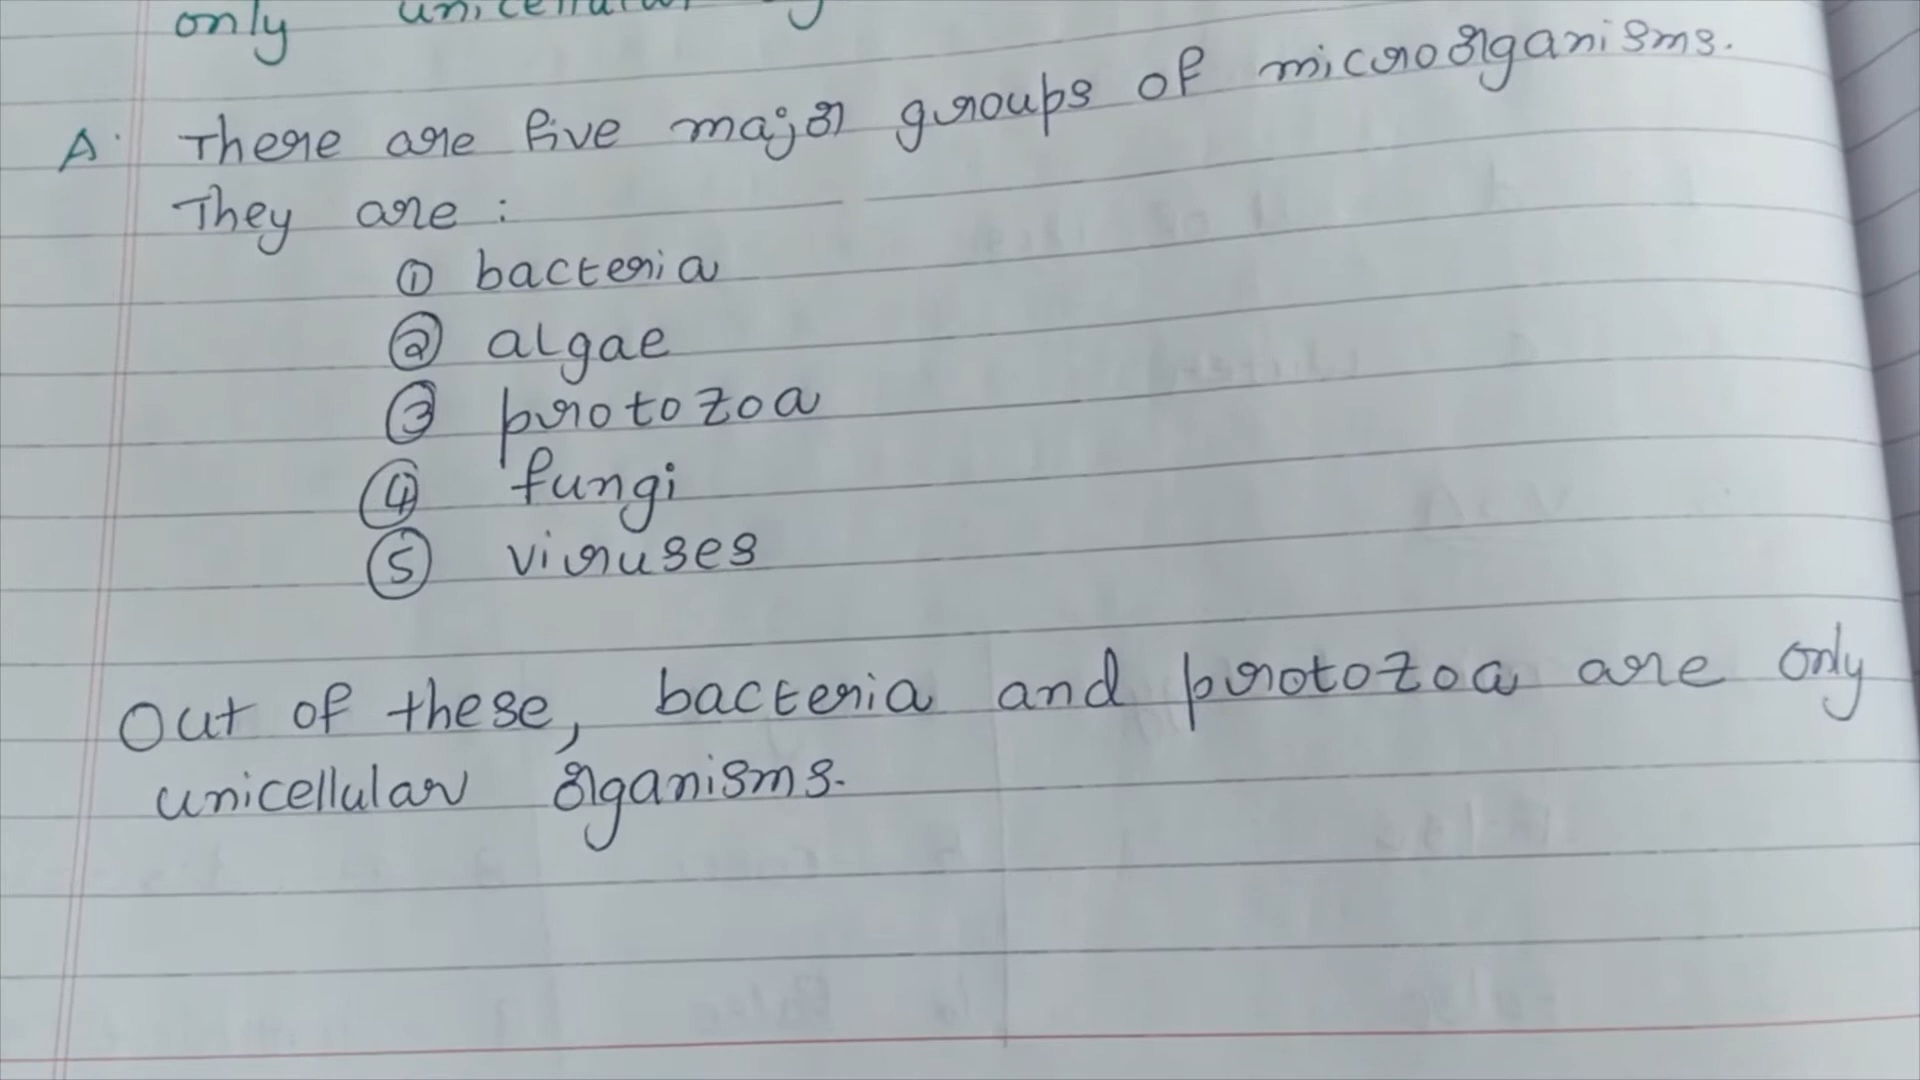 only unicellular
A. There are five major groups of microorganisms.
They are :
① bacteria
② algae
③ protozoa
④ fungi
⑤ viruses
Out of these, bacteria and protozoa are only
unicellular organisms.